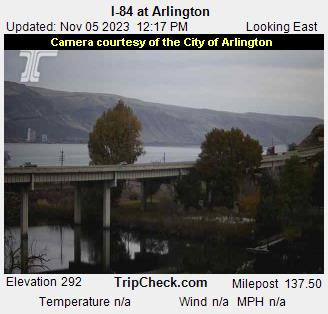 I-84 at Arlington
Updated: Nov 05 2023 12:17 PM Looking East
Camera courtesy of the City of Arlington
Elevation 292 TripCheck.com Milepost 137.50
Temperature n/a Wind n/a MPH n/a